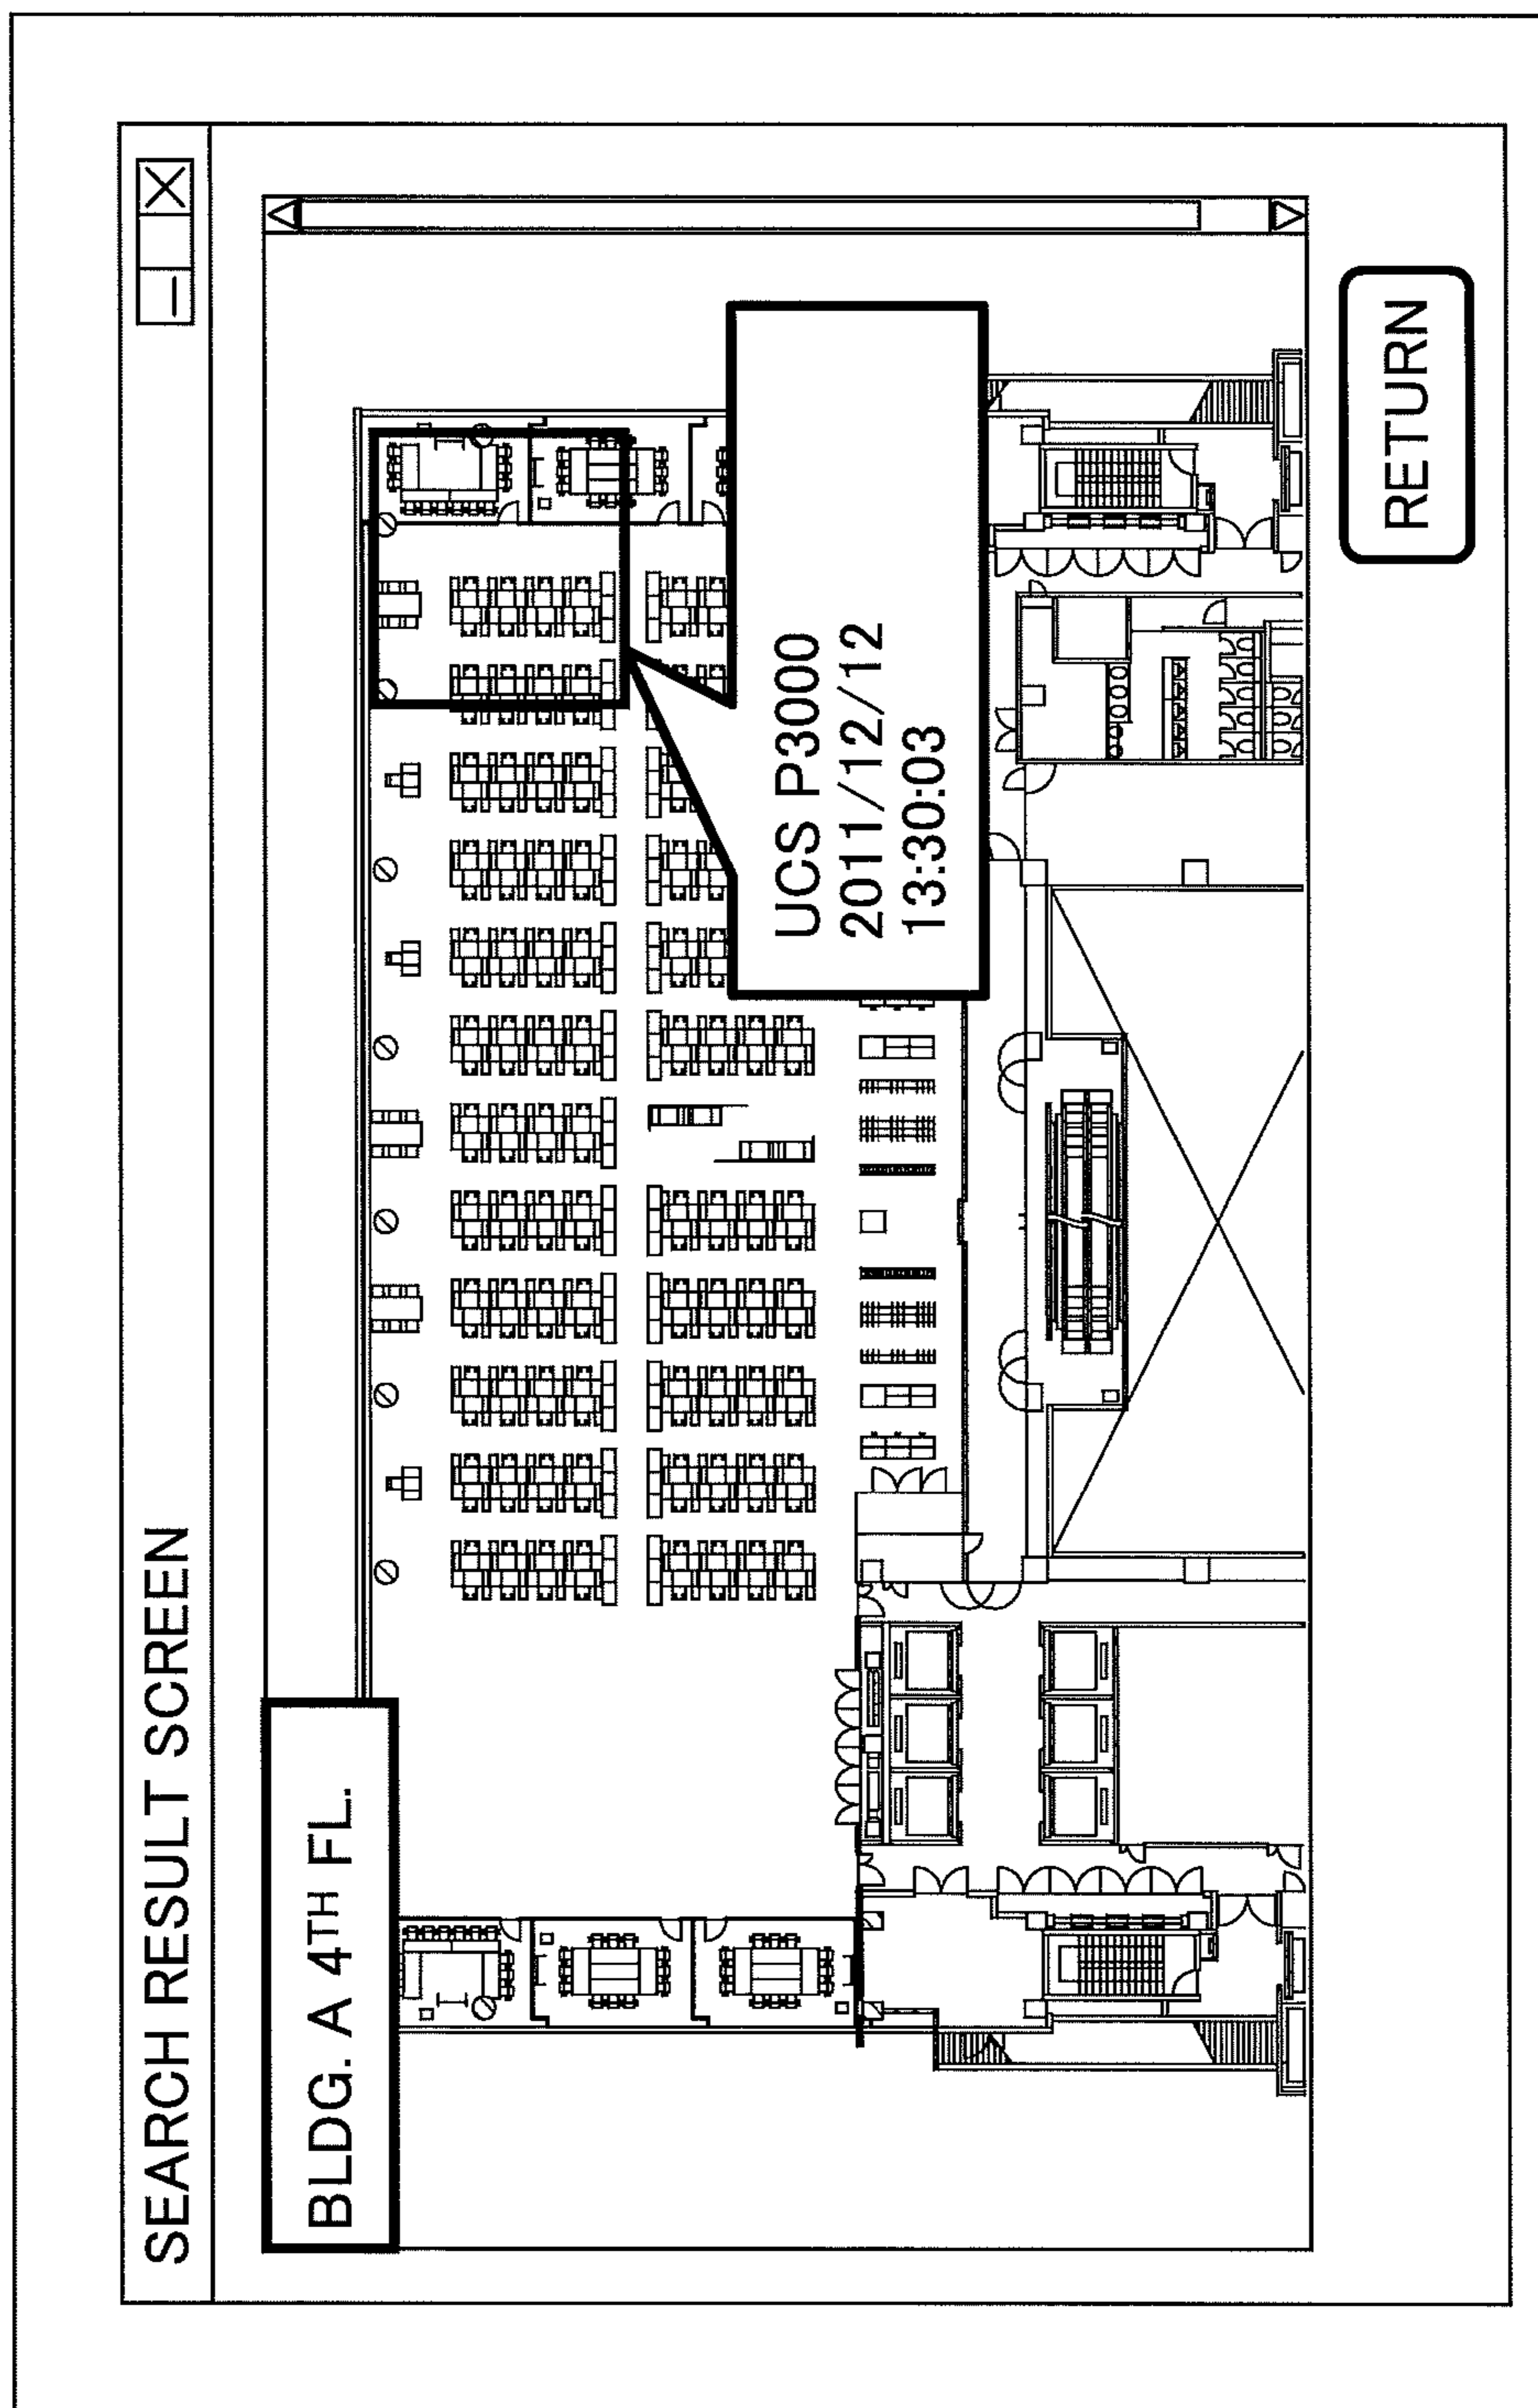 SEARCH RESULT SCREEN
BLDG. A 4TH FL.
UCS P3000
2011/12/12
13:30:03
RETURN